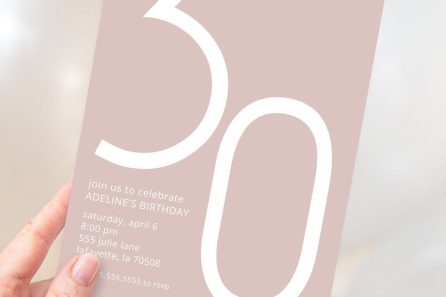 30
join us to celebrate
ADELINE'S BIRTHDAY
saturday, april 6
8:00 pm
555 julie lane
lafayette, la 70508
5.555.5555 to rsvp